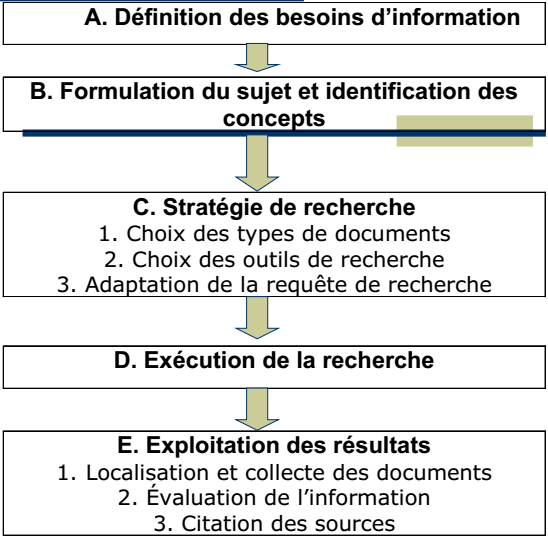 A. Définition des besoins d’information
B. Formulation du sujet et identification des
concepts
C. Stratégie de recherche
1. Choix des types de documents
2. Choix des outils de recherche
3. Adaptation de la requête de recherche
D. Exécution de la recherche
E. Exploitation des résultats
1. Localisation et collecte des documents
2. Évaluation de l’information
3. Citation des sources